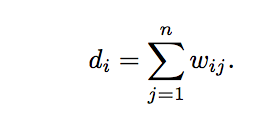 d_i = \sum_{j=1}^{n} w_{ij}.